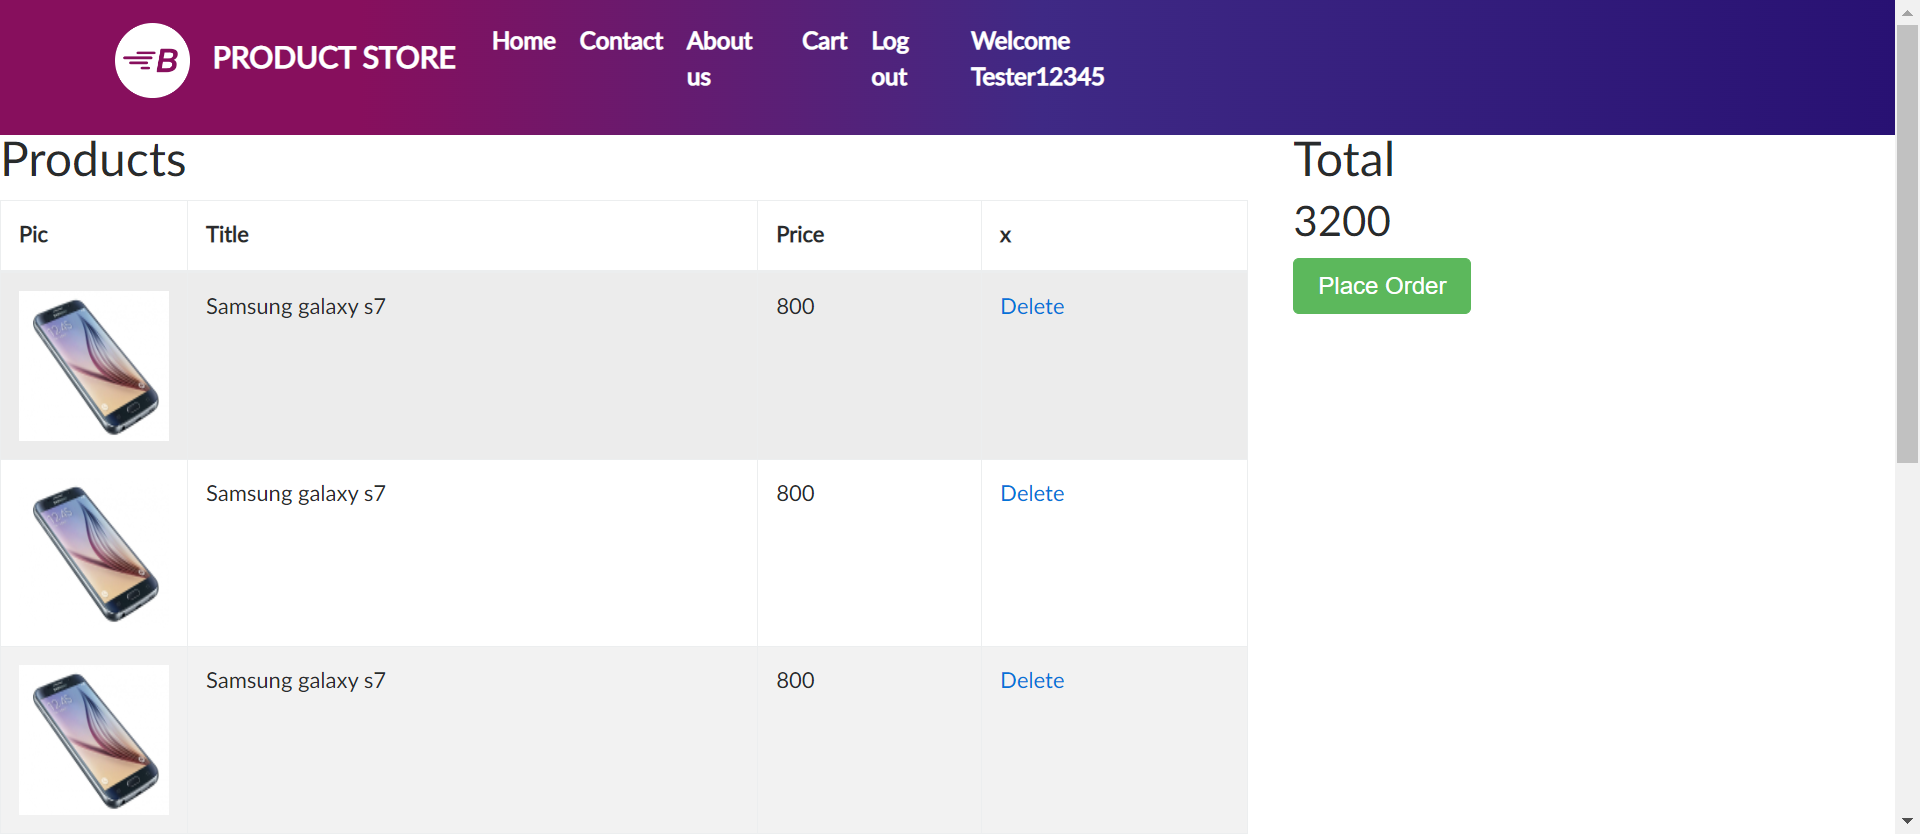 B PRODUCT STORE Home Contact About us Cart Log out Welcome Tester12345
Products
Total
3200
Place Order
Pic Title Price x
Samsung galaxy s7 800 Delete
Samsung galaxy s7 800 Delete
Samsung galaxy s7 800 Delete